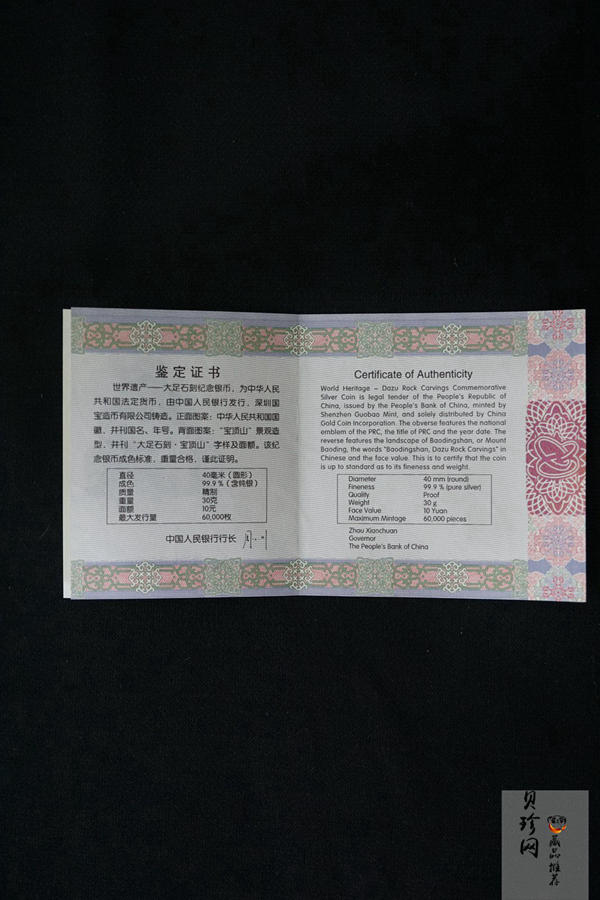 鉴定证书
世界遗产——大足石刻纪念银币,为中华人民
共和国法定货币,由中国人民银行发行,深圳国
宝造币有限公司铸造。正面图案:中华人民共和国国
徽、并刊国名、年号。背面图案:“宝顶山”景观造
型、并刊“大足石刻·宝顶山”字样及面额。该纪
念银币成色标准,重量合格,谨此证明。
直径 40毫米(圆形)
成色 99.9%(含纯银)
质量 精制
重量 30克
面额 10元
最大发行量 60,000枚
中国人民银行行长
Certificate of Authenticity
World Heritage – Dazu Rock Carvings Commemorative
Silver Coin is legal tender of the People's Republic of
China, issued by the People's Bank of China, minted by
Shenzhen Guobao Mint, and solely distributed by China
Gold Coin Incorporation. The obverse features the national
emblem of the PRC, the title of PRC and the year date. The
reverse features the landscape of Baodingshan, or Mount
Baoding, the words "Baodingshan, Dazu Rock Carvings" in
Chinese and the face value. This is to certify that the coin
is up to standard as to its fineness and weight.
Diameter 40 mm (round)
Fineness 99.9 % (pure silver)
Quality Proof
Weight 30 g
Face Value 10 Yuan
Maximum Mintage 60,000 pieces
Zhou Xiaochuan
Governor
The People's Bank of China
贝珍网
藏品推荐